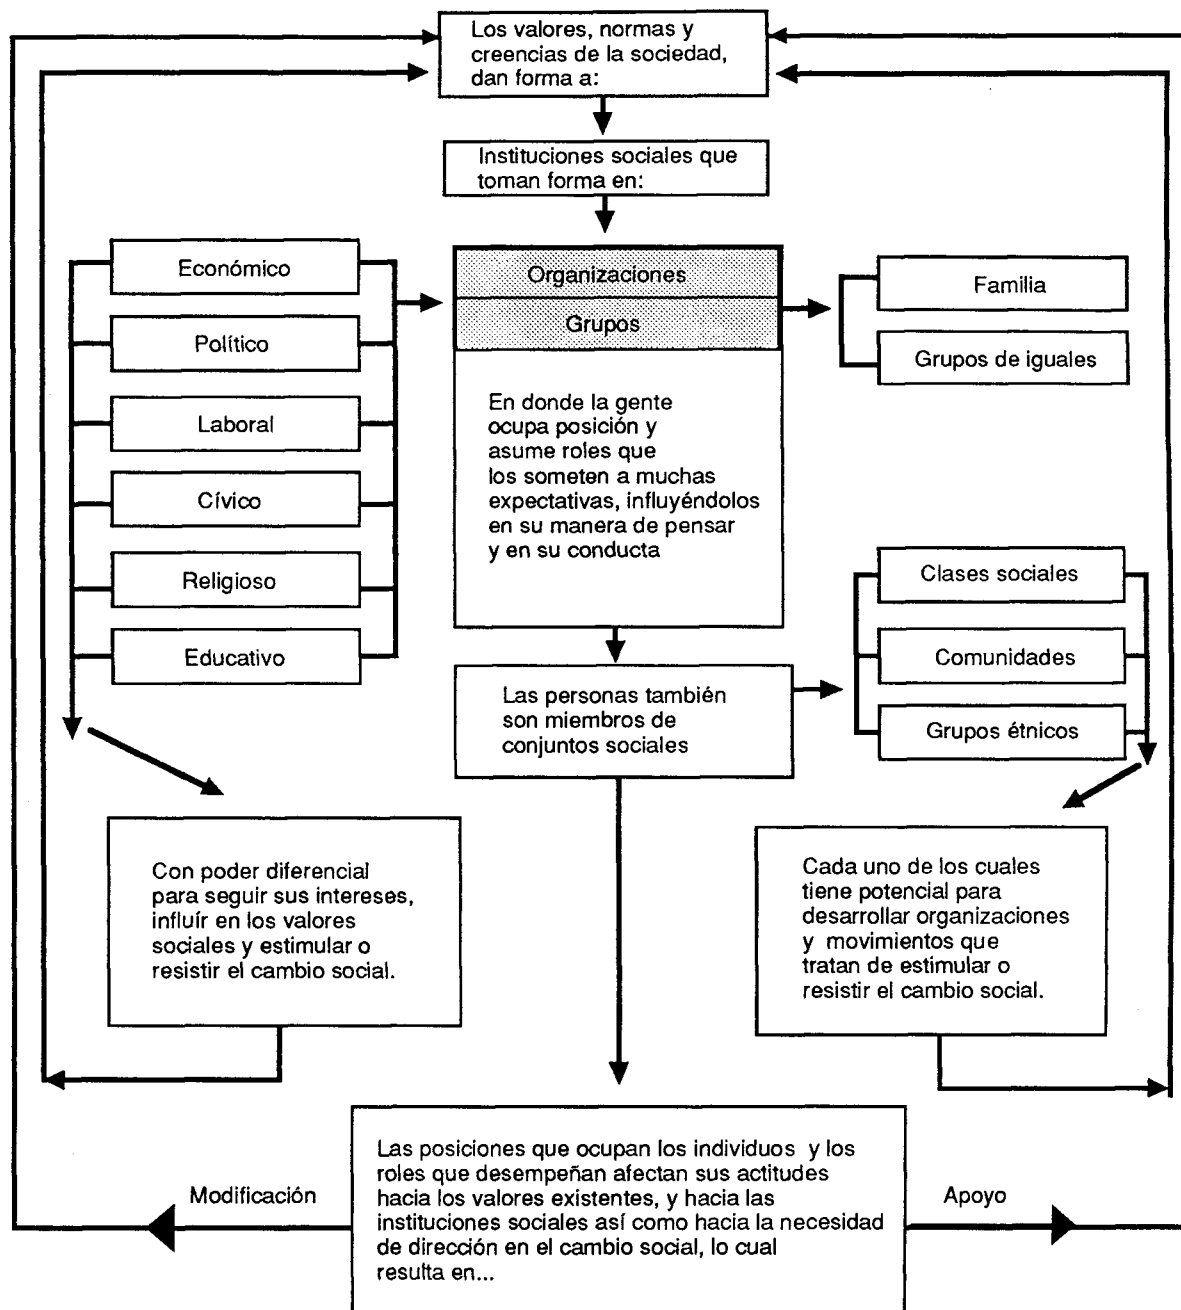 Los valores, normas y
creencias de la sociedad,
dan forma a:
Instituciones sociales que
toman forma en:
Económico
Político
Laboral
Cívico
Religioso
Educativo
Organizaciones
Grupos
En donde la gente
ocupa posición y
asume roles que
los someten a muchas
expectativas, influyéndolos
en su manera de pensar
y en su conducta
Familia
Grupos de iguales
Las personas también
son miembros de
conjuntos sociales
Clases sociales
Comunidades
Grupos étnicos
Con poder diferencial
para seguir sus intereses,
influír en los valores
sociales y estimular o
resistir el cambio social.
Cada uno de los cuales
tiene potencial para
desarrollar organizaciones
y movimientos que
tratan de estimular o
resistir el cambio social.
Modificación
Las posiciones que ocupan los individuos y los
roles que desempeñan afectan sus actitudes
hacia los valores existentes, y hacia las
instituciones sociales así como hacia la necesidad
de dirección en el cambio social, lo cual
resulta en...
Apoyo